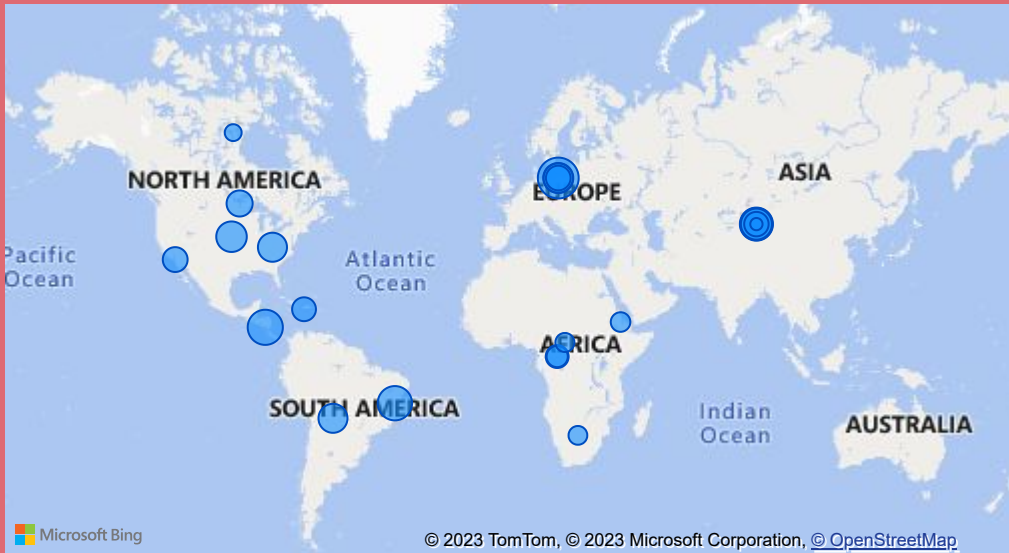 ASIA
NORTH AMERICA
EUROPE
Pacific
Ocean
Atlantic
Ocean
AFRICA
SOUTH AMERICA
Indian
Ocean
AUSTRALIA
Microsoft Bing
© 2023 TomTom, © 2023 Microsoft Corporation, © OpenStreetMap